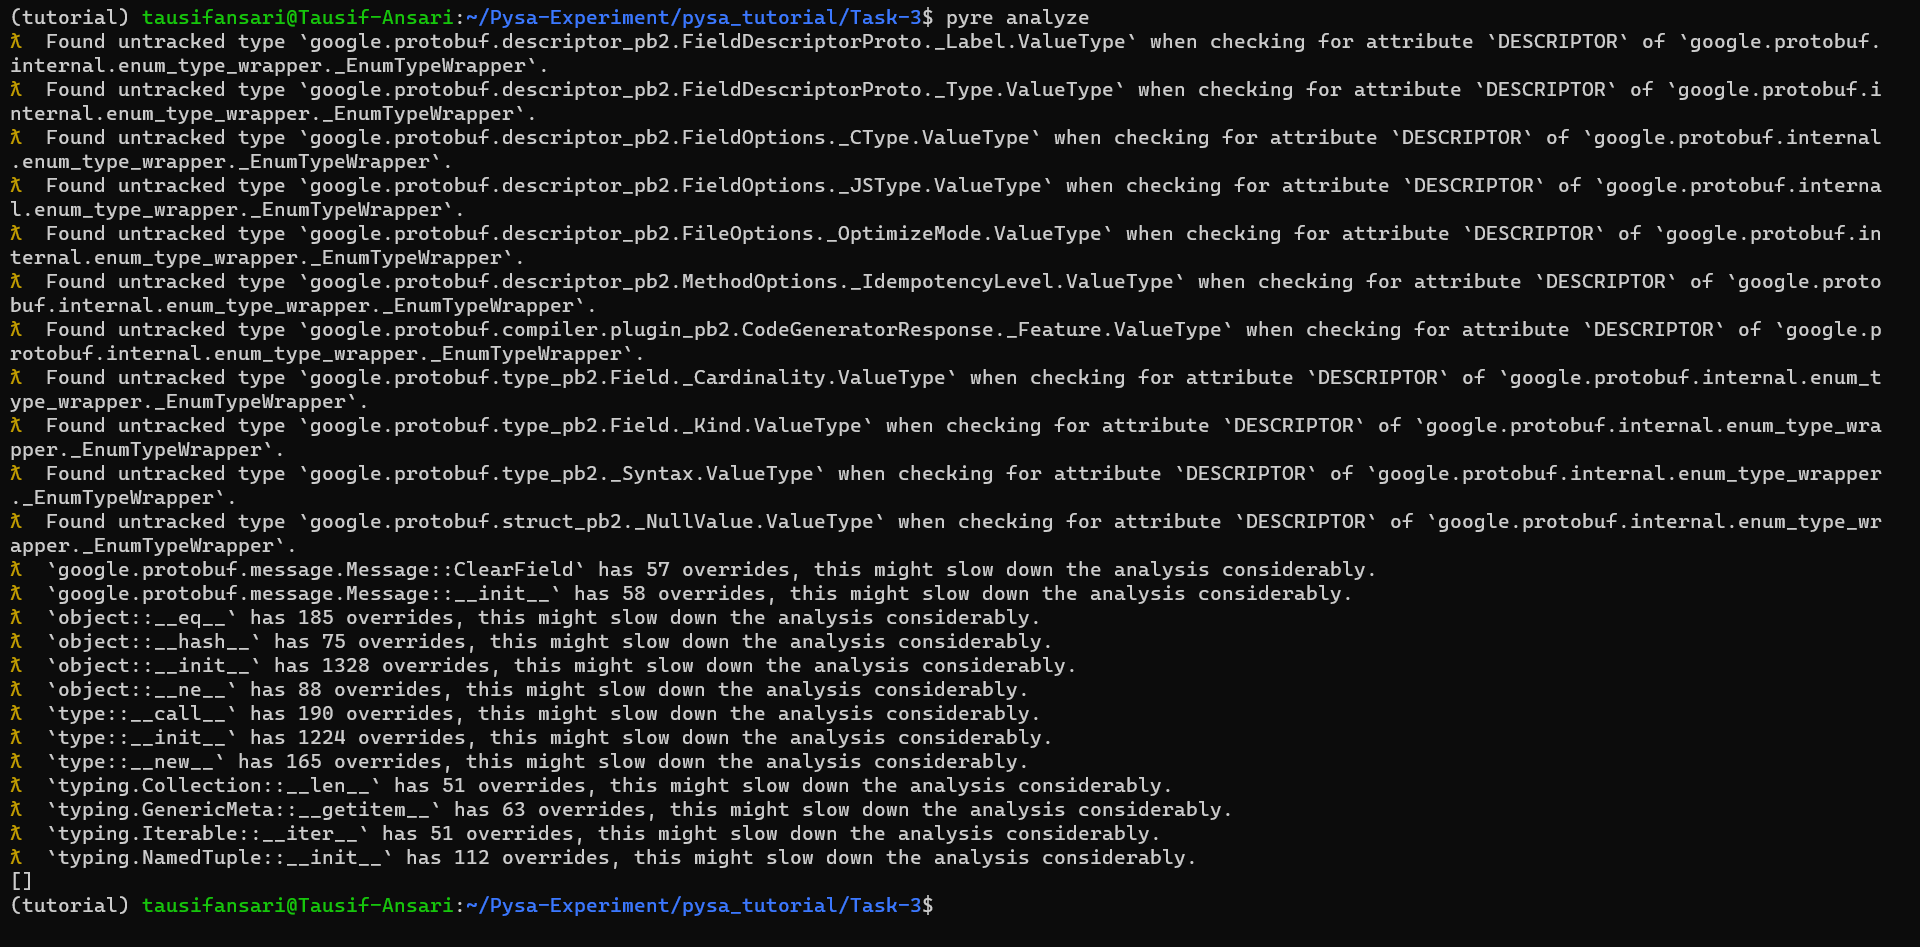 (tutorial) tausifansari@Tausif-Ansari:~/Pysa-Experiment/pysa_tutorial/Task-3$ pyre analyze
ƛ  Found untracked type `google.protobuf.descriptor_pb2.FieldDescriptorProto._Label.ValueType` when checking for attribute `DESCRIPTOR` of `google.protobuf.
internal.enum_type_wrapper._EnumTypeWrapper`.
ƛ  Found untracked type `google.protobuf.descriptor_pb2.FieldDescriptorProto._Type.ValueType` when checking for attribute `DESCRIPTOR` of `google.protobuf.i
nternal.enum_type_wrapper._EnumTypeWrapper`.
ƛ  Found untracked type `google.protobuf.descriptor_pb2.FieldOptions._CType.ValueType` when checking for attribute `DESCRIPTOR` of `google.protobuf.internal
.enum_type_wrapper._EnumTypeWrapper`.
ƛ  Found untracked type `google.protobuf.descriptor_pb2.FieldOptions._JSType.ValueType` when checking for attribute `DESCRIPTOR` of `google.protobuf.interna
l.enum_type_wrapper._EnumTypeWrapper`.
ƛ  Found untracked type `google.protobuf.descriptor_pb2.FileOptions._OptimizeMode.ValueType` when checking for attribute `DESCRIPTOR` of `google.protobuf.in
ternal.enum_type_wrapper._EnumTypeWrapper`.
ƛ  Found untracked type `google.protobuf.descriptor_pb2.MethodOptions._IdempotencyLevel.ValueType` when checking for attribute `DESCRIPTOR` of `google.proto
buf.internal.enum_type_wrapper._EnumTypeWrapper`.
ƛ  Found untracked type `google.protobuf.compiler.plugin_pb2.CodeGeneratorResponse._Feature.ValueType` when checking for attribute `DESCRIPTOR` of `google.p
rotobuf.internal.enum_type_wrapper._EnumTypeWrapper`.
ƛ  Found untracked type `google.protobuf.type_pb2.Field._Cardinality.ValueType` when checking for attribute `DESCRIPTOR` of `google.protobuf.internal.enum_t
ype_wrapper._EnumTypeWrapper`.
ƛ  Found untracked type `google.protobuf.type_pb2.Field._Kind.ValueType` when checking for attribute `DESCRIPTOR` of `google.protobuf.internal.enum_type_wra
pper._EnumTypeWrapper`.
ƛ  Found untracked type `google.protobuf.type_pb2._Syntax.ValueType` when checking for attribute `DESCRIPTOR` of `google.protobuf.internal.enum_type_wrapper
._EnumTypeWrapper`.
ƛ  Found untracked type `google.protobuf.struct_pb2._NullValue.ValueType` when checking for attribute `DESCRIPTOR` of `google.protobuf.internal.enum_type_wr
apper._EnumTypeWrapper`.
ƛ  `google.protobuf.message.Message::ClearField` has 57 overrides, this might slow down the analysis considerably.
ƛ  `google.protobuf.message.Message::__init__` has 58 overrides, this might slow down the analysis considerably.
ƛ  `object::__eq__` has 185 overrides, this might slow down the analysis considerably.
ƛ  `object::__hash__` has 75 overrides, this might slow down the analysis considerably.
ƛ  `object::__init__` has 1328 overrides, this might slow down the analysis considerably.
ƛ  `object::__ne__` has 88 overrides, this might slow down the analysis considerably.
ƛ  `type::__call__` has 190 overrides, this might slow down the analysis considerably.
ƛ  `type::__init__` has 1224 overrides, this might slow down the analysis considerably.
ƛ  `type::__new__` has 165 overrides, this might slow down the analysis considerably.
ƛ  `typing.Collection::__len__` has 51 overrides, this might slow down the analysis considerably.
ƛ  `typing.GenericMeta::__getitem__` has 63 overrides, this might slow down the analysis considerably.
ƛ  `typing.Iterable::__iter__` has 51 overrides, this might slow down the analysis considerably.
ƛ  `typing.NamedTuple::__init__` has 112 overrides, this might slow down the analysis considerably.
[]
(tutorial) tausifansari@Tausif-Ansari:~/Pysa-Experiment/pysa_tutorial/Task-3$